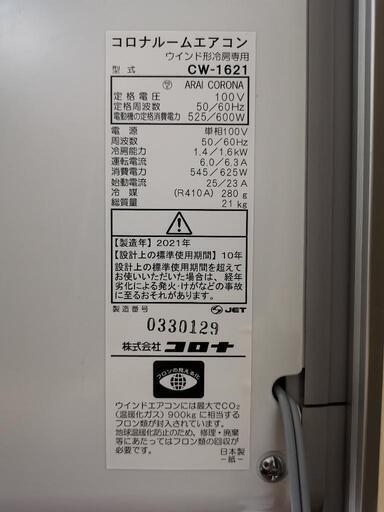 コロナルームエアコン
ウインド形冷房専用
型式 CW-1621
ARAI CORONA
定格電圧 100V
定格周波数 50/60Hz
電動機の定格消費電力 525/600W
電源 単相100V
周波数 50/60Hz
冷房能力 1.4/1.6kW
運転電流 6.0/6.3A
消費電力 545/625W
始動電流 25/23A
冷媒 (R410A) 280g
総質量 21kg
【製造年】2021年
【設計上の標準使用期間】10年
設計上の標準使用期間を超えて
お使いいただいた場合は、経年
劣化による発火・けがなどの事故
に至るおそれがあります。
製造番号 JET
0330129
株式会社コロナ
フロンの見える化
ウインドエアコンには最大でCO₂
(温暖化ガス) 900kgに相当する
フロン類が封入されています。
地球温暖化防止のため、修理・廃棄
等にあたってはフロン類の回収が
必要です。
日本製
-紙-